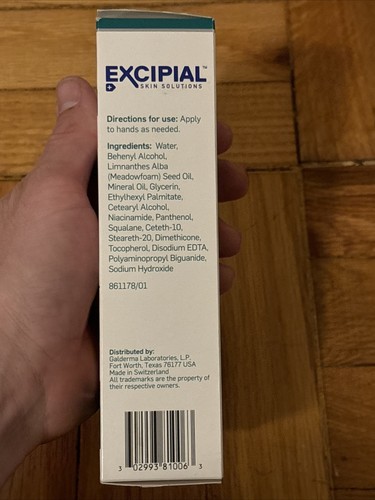 EXCIPIAL™
SKIN SOLUTIONS
Directions for use: Apply
to hands as needed.
Ingredients: Water,
Behenyl Alcohol,
Limnanthes Alba
(Meadowfoam) Seed Oil,
Mineral Oil, Glycerin,
Ethylhexyl Palmitate,
Cetearyl Alcohol,
Niacinamide, Panthenol,
Squalane, Ceteth-10,
Steareth-20, Dimethicone,
Tocopherol, Disodium EDTA,
Polyaminopropyl Biguanide,
Sodium Hydroxide
861178/01
Distributed by:
Galderma Laboratories, L.P.
Fort Worth, Texas 76177 USA
Made in Switzerland
All trademarks are the property of
their respective owners.
3 02993 81006 3